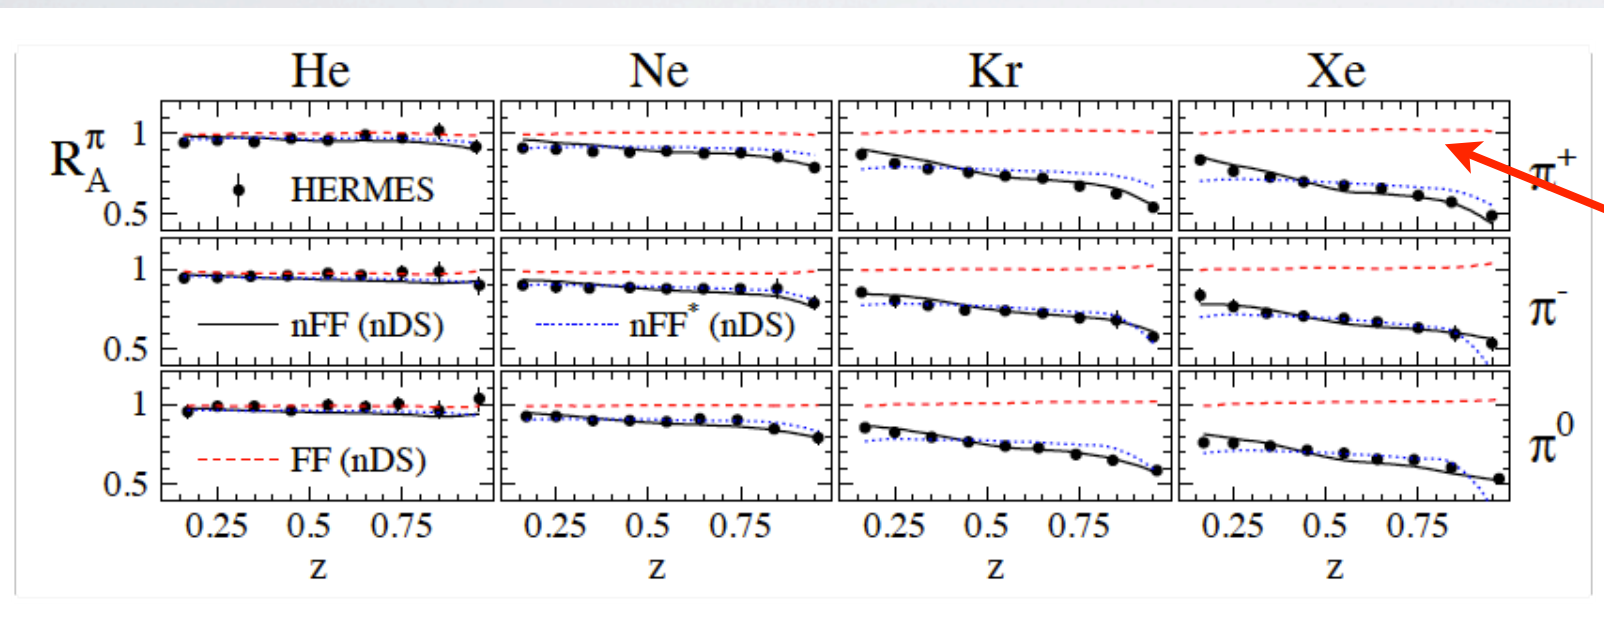 He Ne Kr Xe
R_A^π 1 0.5 HERMES π⁺
1 0.5 nFF (nDS) nFF* (nDS) π⁻
1 0.5 FF (nDS) π⁰
0.25 0.5 0.75 0.25 0.5 0.75 0.25 0.5 0.75 0.25 0.5 0.75
z z z z